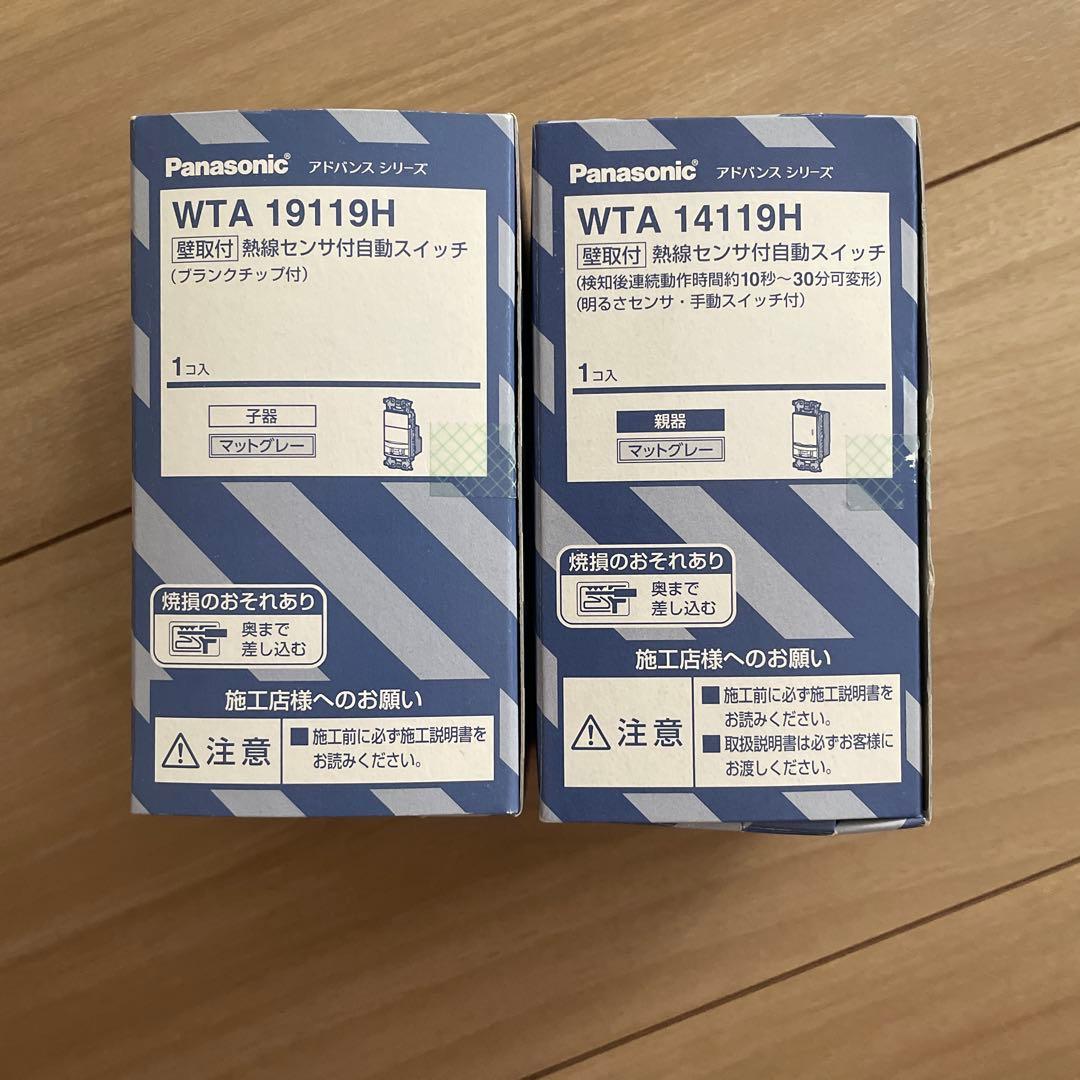 Panasonic® アドバンス シリーズ
WTA 19119H
壁取付 熱線センサ付自動スイッチ
(ブランクチップ付)
1コ入
子器
マットグレー
焼損のおそれあり
奥まで
差し込む
施工店様へのお願い
注意
■施工前に必ず施工説明書を
お読みください。
Panasonic® アドバンス シリーズ
WTA 14119H
壁取付 熱線センサ付自動スイッチ
(検知後連続動作時間約10秒～30分可変形)
(明るさセンサ・手動スイッチ付)
1コ入
親器
マットグレー
焼損のおそれあり
奥まで
差し込む
施工店様へのお願い
注意
■施工前に必ず施工説明書を
お読みください。
■取扱説明書は必ずお客様に
お渡しください。